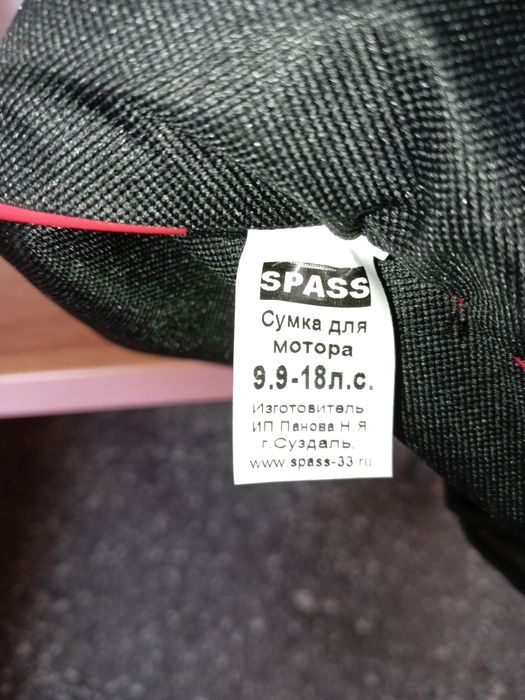 SPASS
Сумка для
мотора
9.9-18л.с.
Изготовитель
ИП Панова Н.Я.
г.Суздаль.
www.spass-33.ru